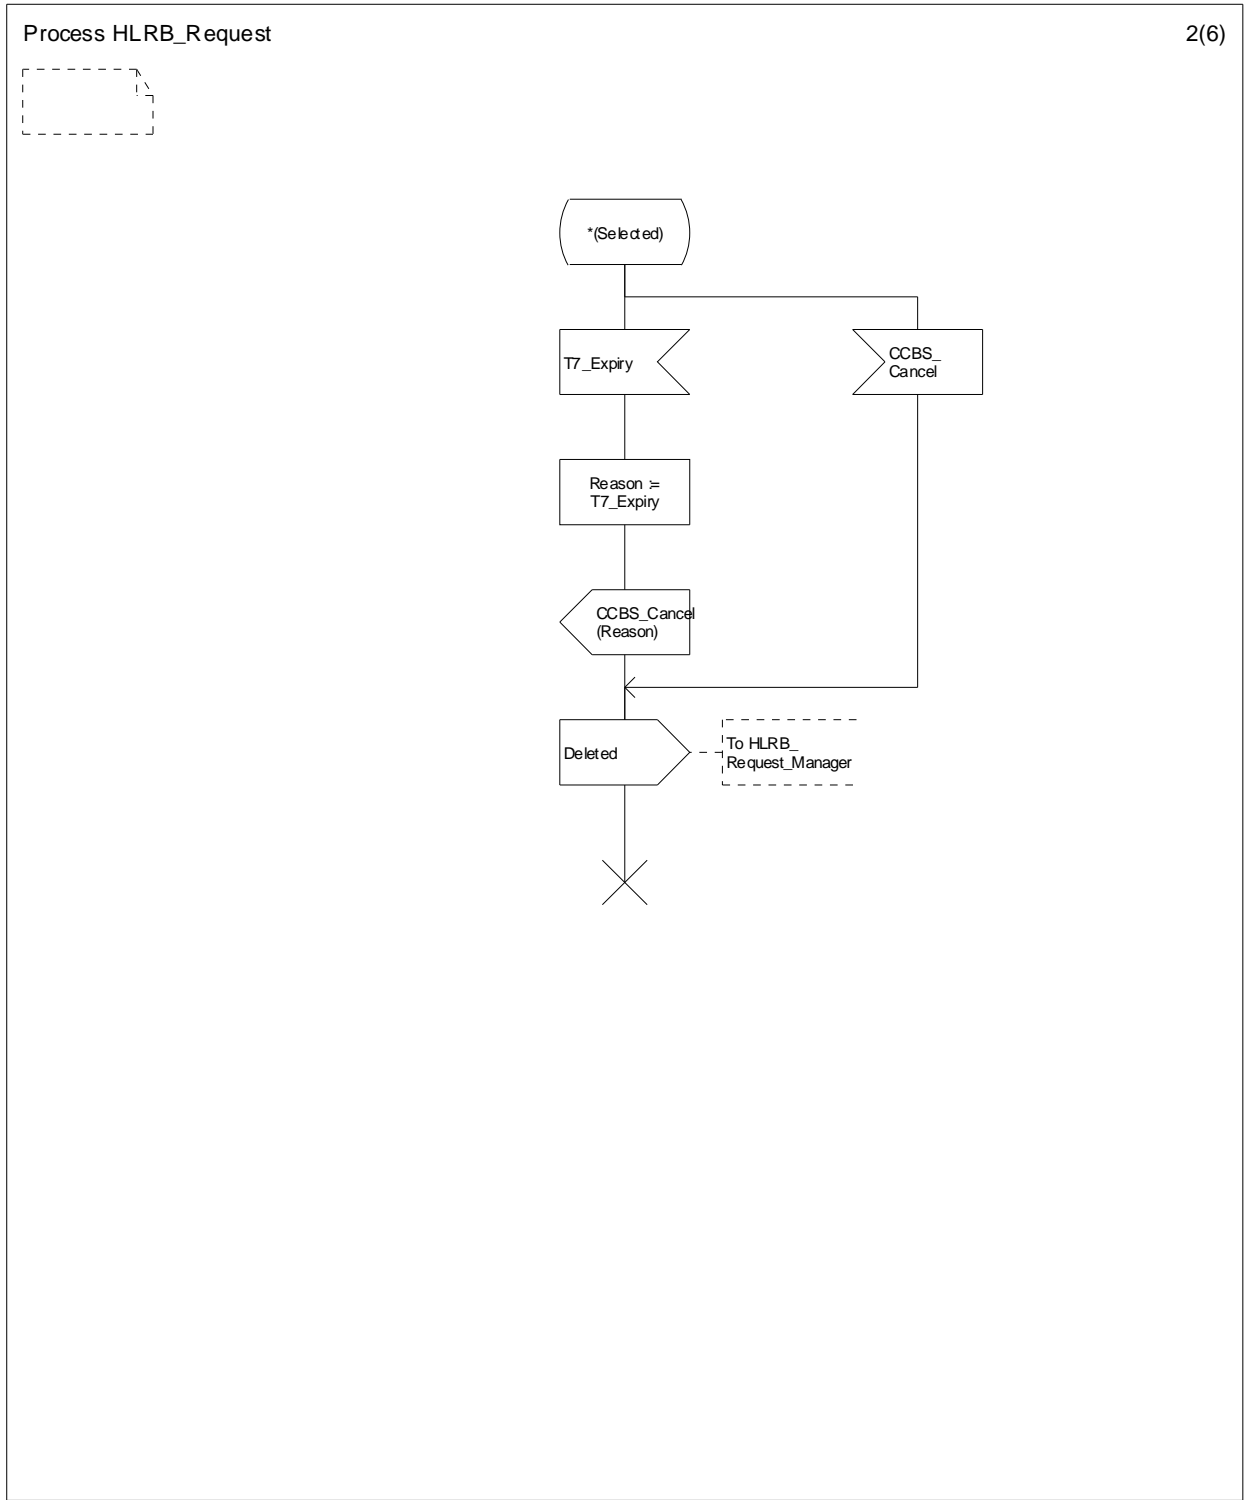 Process HLRB_Request
2(6)
*(Selected)
T7_Expiry
CCBS_
Cancel
Reason :=
T7_Expiry
CCBS_Cancel
(Reason)
Deleted
To HLRB_
Request_Manager